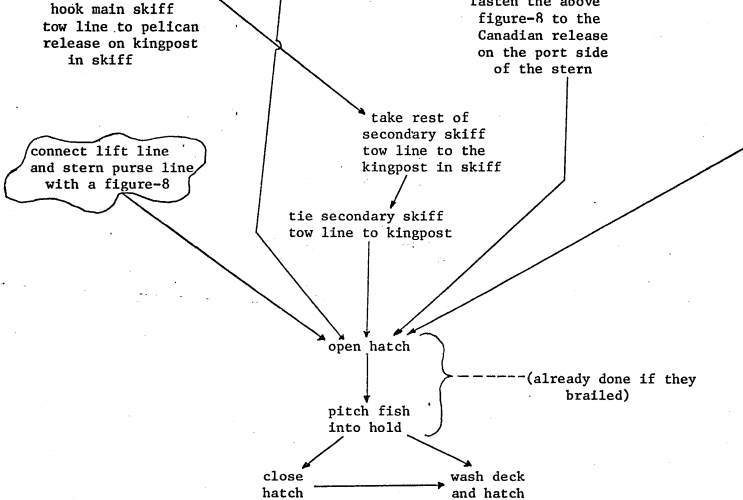 hook main skiff
tow line to pelican
release on kingpost
in skiff
fasten the above
figure-8 to the
Canadian release
on the port side
of the stern
take rest of
secondary skiff
tow line to the
kingpost in skiff
connect lift line
and stern purse line
with a figure-8
tie secondary skiff
tow line to kingpost
open hatch
(already done if they
brailed)
pitch fish
into hold
close
hatch
wash deck
and hatch